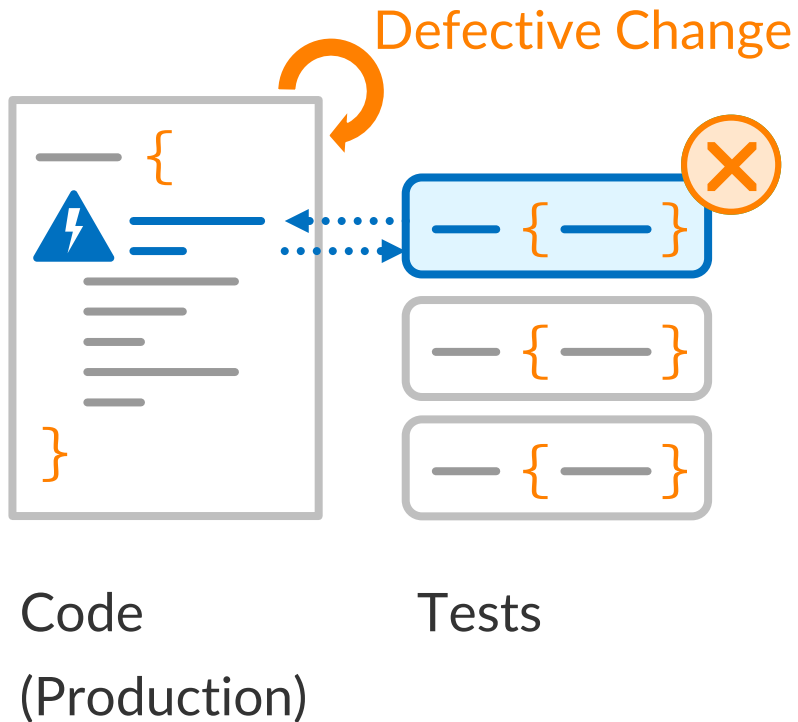 Defective Change
{
{ }
{ }
{ }
}
Code
(Production)
Tests